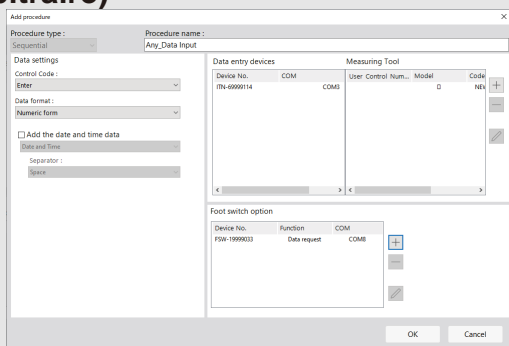 Add procedure
Procedure type :
Procedure name :
Sequential
Any_Data Input
Data settings
Control Code :
Enter
Data format :
Numeric form
Add the date and time data
Date and Time
Separator :
Space
Data entry devices
Measuring Tool
Device No. COM
User Control Num... Model Code
ITN-69999114 COM3
Foot switch option
Device No. Function COM
FSW-19999033 Data request COM8
OK Cancel